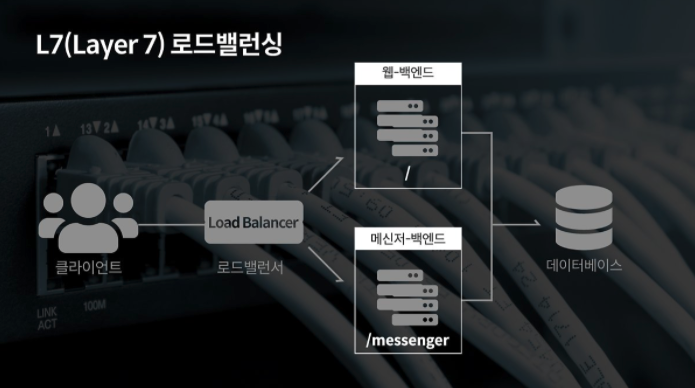 L7(Layer 7) 로드밸런싱
웹-백엔드
1▲ 13▼ 2▲
/
Load Balancer
클라이언트
로드밸런서
메신저-백엔드
데이터베이스
/messenger
LINK
ACT
100M